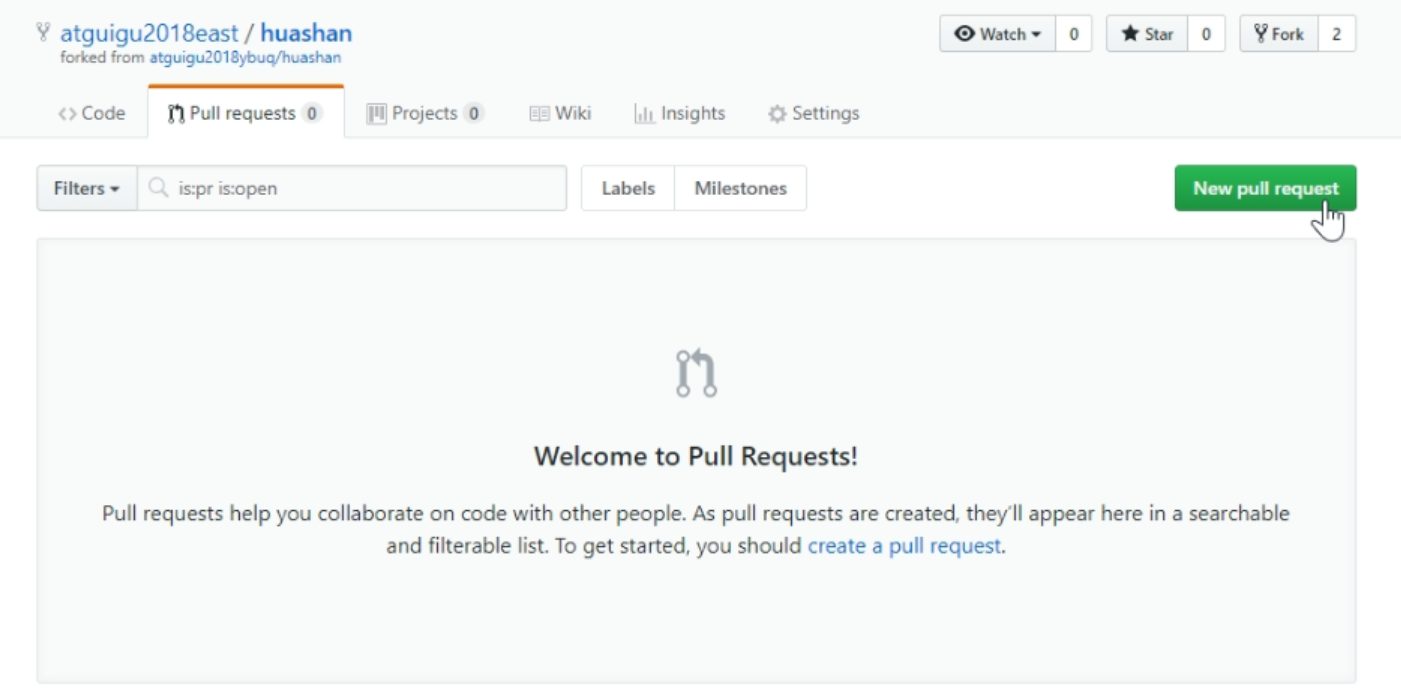 atguigu2018east / huashan
forked from atguigu2018ybuq/huashan
Watch 0 Star 0 Fork 2
Code Pull requests 0 Projects 0 Wiki Insights Settings
Filters is:pr is:open Labels Milestones New pull request
Welcome to Pull Requests!
Pull requests help you collaborate on code with other people. As pull requests are created, they'll appear here in a searchable
and filterable list. To get started, you should create a pull request.